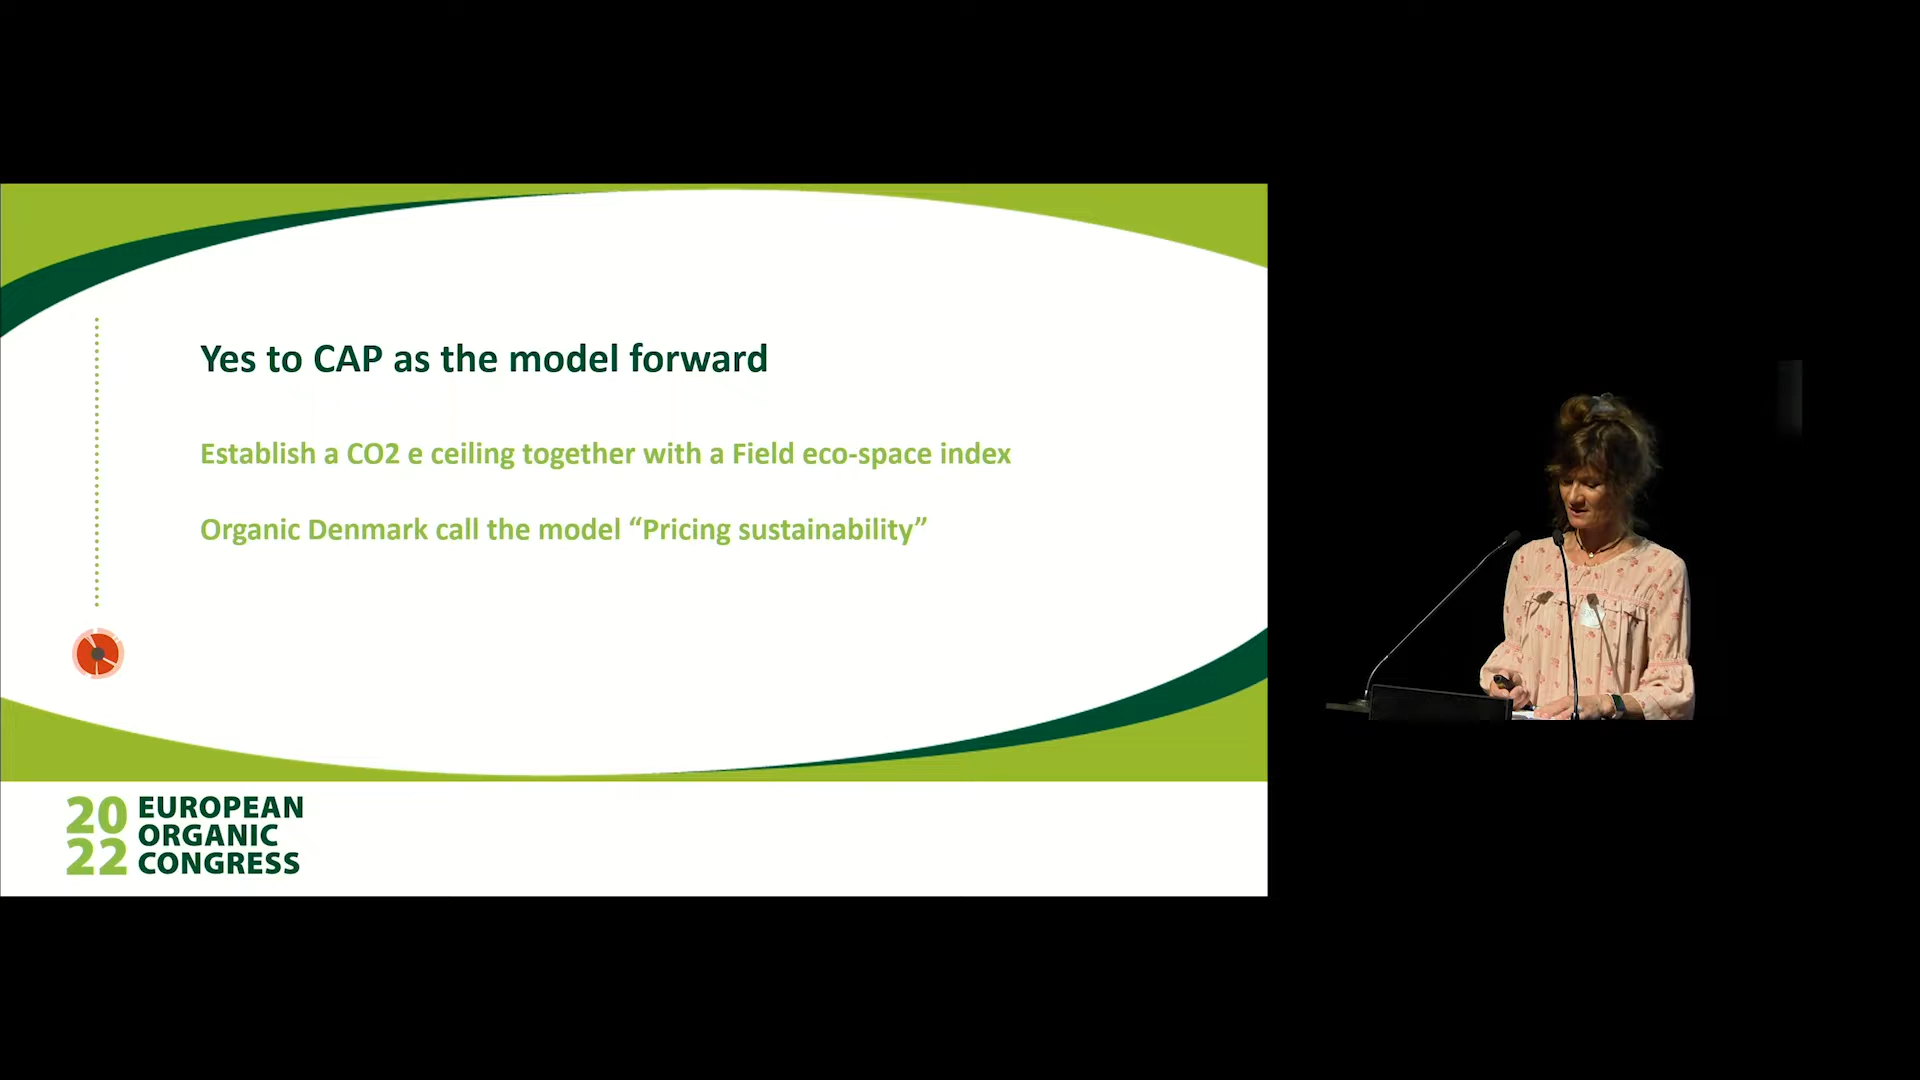 Yes to CAP as the model forward
Establish a CO2 e ceiling together with a Field eco-space index
Organic Denmark call the model “Pricing sustainability”
20
22
EUROPEAN
ORGANIC
CONGRESS